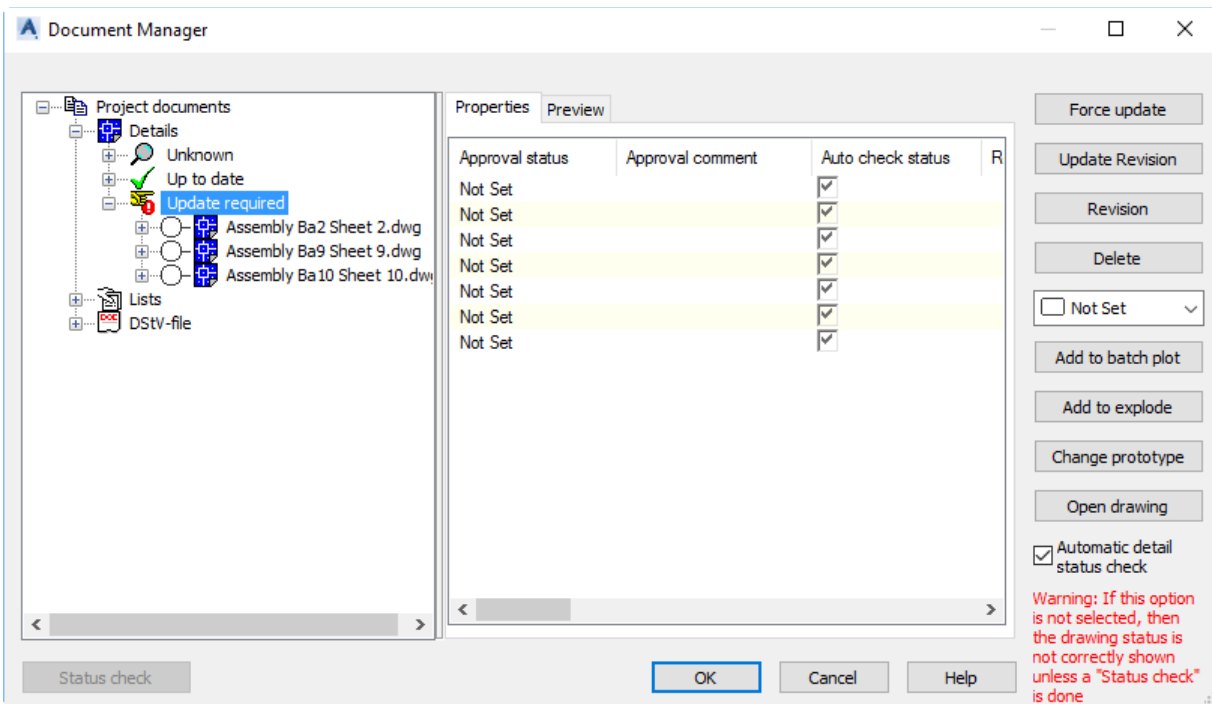 Document Manager
Project documents
Details
Unknown
Up to date
Update required
Assembly Ba2 Sheet 2.dwg
Assembly Ba9 Sheet 9.dwg
Assembly Ba10 Sheet 10.dw
Lists
DStV-file
Properties Preview
Approval status Approval comment Auto check status R
Not Set
Not Set
Not Set
Not Set
Not Set
Not Set
Not Set
Force update
Update Revision
Revision
Delete
Not Set
Add to batch plot
Add to explode
Change prototype
Open drawing
Automatic detail
status check
Warning: If this option
is not selected, then
the drawing status is
not correctly shown
unless a "Status check"
is done
Status check OK Cancel Help